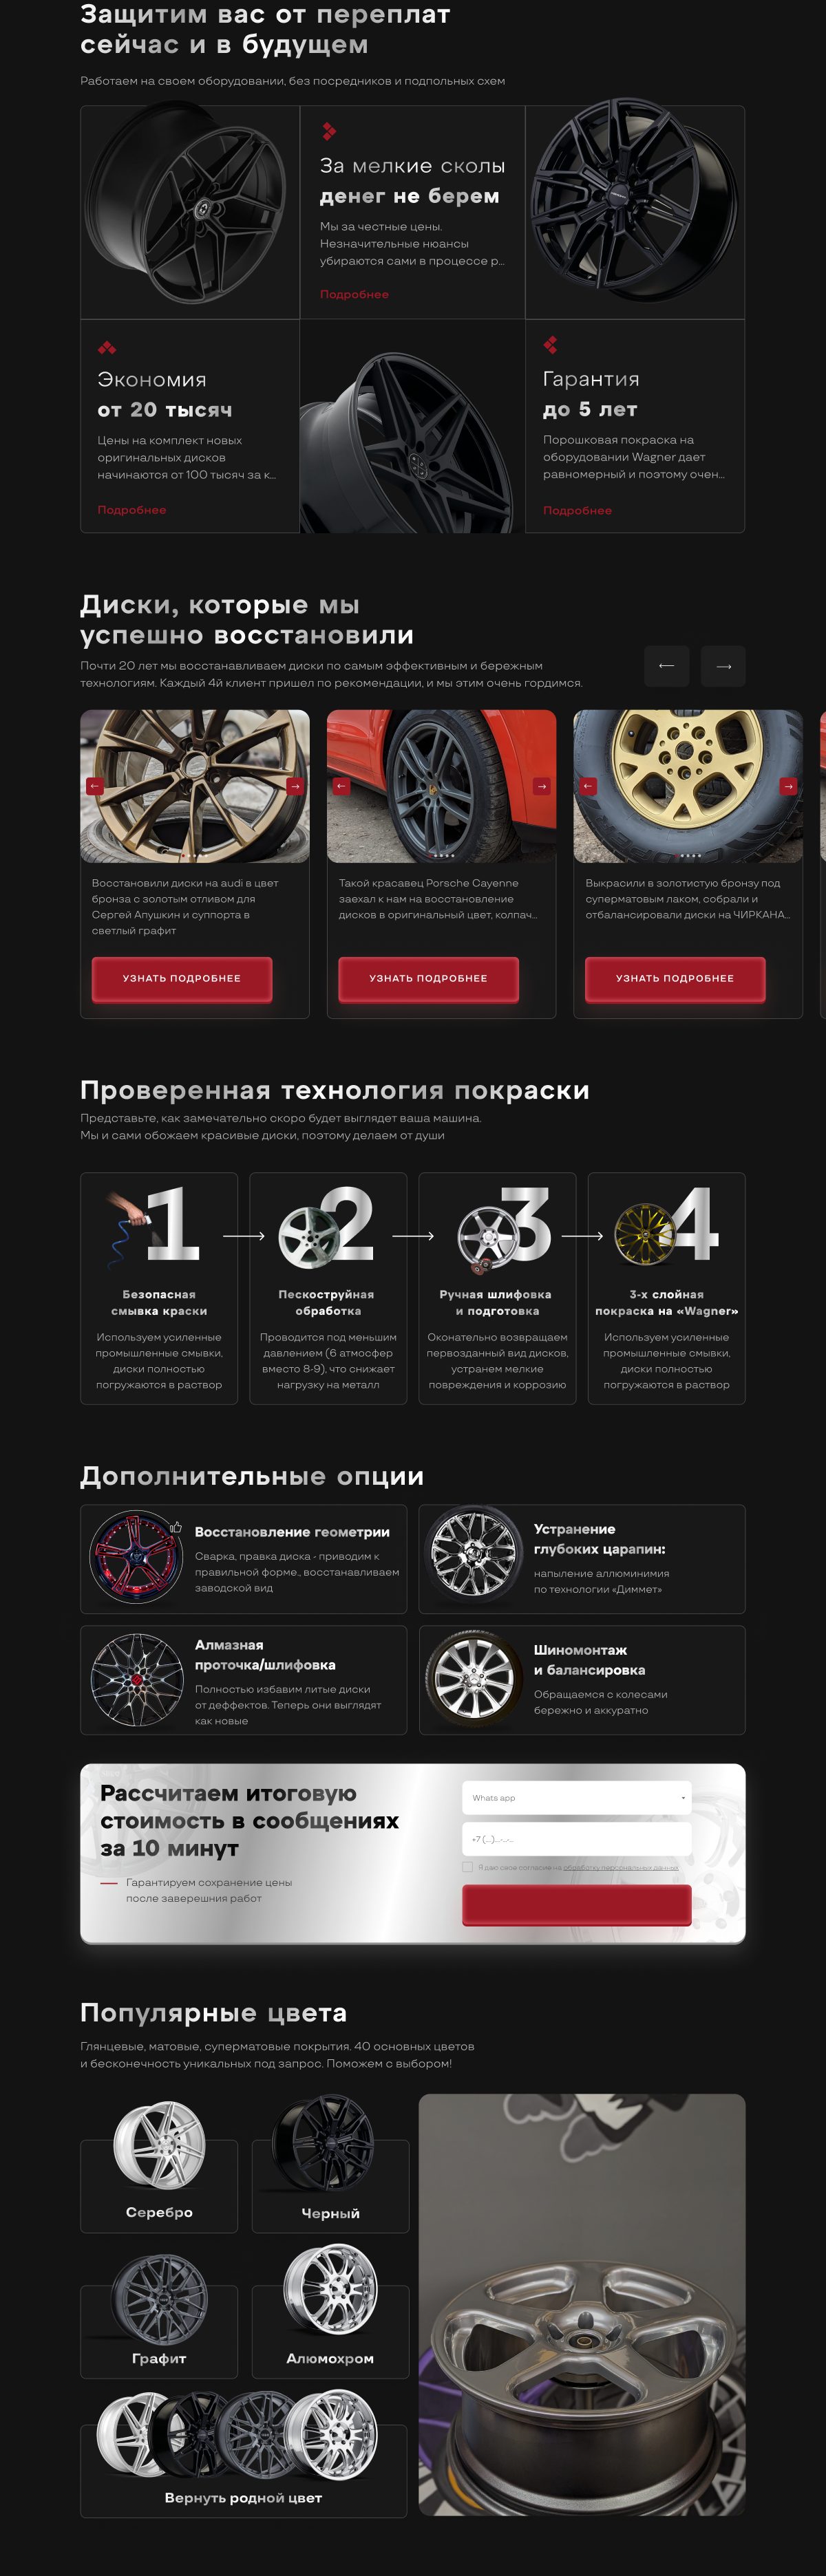 Защитим вас от переплат
сейчас и в будущем
Работаем на своем оборудовании, без посредников и подпольных схем
За мелкие сколы
денег не берем
Мы за честные цены.
Незначительные нюансы
убираются сами в процессе р...
Подробнее
Экономия
от 20 тысяч
Цены на комплект новых
оригинальных дисков
начинаются от 100 тысяч за к...
Подробнее
Гарантия
до 5 лет
Порошковая покраска на
оборудовании Wagner дает
равномерный и поэтому очен...
Подробнее
Диски, которые мы
успешно восстановили
Почти 20 лет мы восстанавливаем диски по самым эффективным и бережным
технологиям. Каждый 4й клиент пришел по рекомендации, и мы этим очень гордимся.
Восстановили диски на audi в цвет
бронза с золотым отливом для
Сергей Апушкин и суппорта в
светлый графит
УЗНАТЬ ПОДРОБНЕЕ
Такой красавец Porsche Cayenne
заехал к нам на восстановление
дисков в оригинальный цвет, колпач...
УЗНАТЬ ПОДРОБНЕЕ
Выкрасили в золотистую бронзу под
суперматовым лаком, собрали и
отбалансировали диски на ЧИРКАНА...
УЗНАТЬ ПОДРОБНЕЕ
Проверенная технология покраски
Представьте, как замечательно скоро будет выглядет ваша машина.
Мы и сами обожаем красивые диски, поэтому делаем от души
1
Безопасная
смывка краски
Используем усиленные
промышленные смывки,
диски полностью
погружаются в раствор
2
Пескоструйная
обработка
Проводится под меньшим
давлением (6 атмосфер
вместо 8-9), что снижает
нагрузку на металл
3
Ручная шлифовка
и подготовка
Оконательно возвращаем
первозданный вид дисков,
устранем мелкие
повреждения и коррозию
4
3-х слойная
покраска на «Wagner»
Используем усиленные
промышленные смывки,
диски полностью
погружаются в раствор
Дополнительные опции
Восстановление геометрии
Сварка, правка диска - приводим к
правильной форме., восстанавливаем
заводской вид
Устранение
глубоких царапин:
напыление аллюминимия
по технологии «Диммет»
Алмазная
проточка/шлифовка
Полностью избавим литые диски
от деффектов. Теперь они выглядят
как новые
Шиномонтаж
и балансировка
Обращаемся с колесами
бережно и аккуратно
Рассчитаем итоговую
стоимость в сообщениях
за 10 минут
Гарантируем сохранение цены
после заверешния работ
Whats app
+7 (...)...-..-..
Я даю свое согласие на обработку персональных данных
Популярные цвета
Глянцевые, матовые, суперматовые покрытия. 40 основных цветов
и бесконечность уникальных под запрос. Поможем с выбором!
Серебро
Черный
Графит
Алюмохром
Вернуть родной цвет